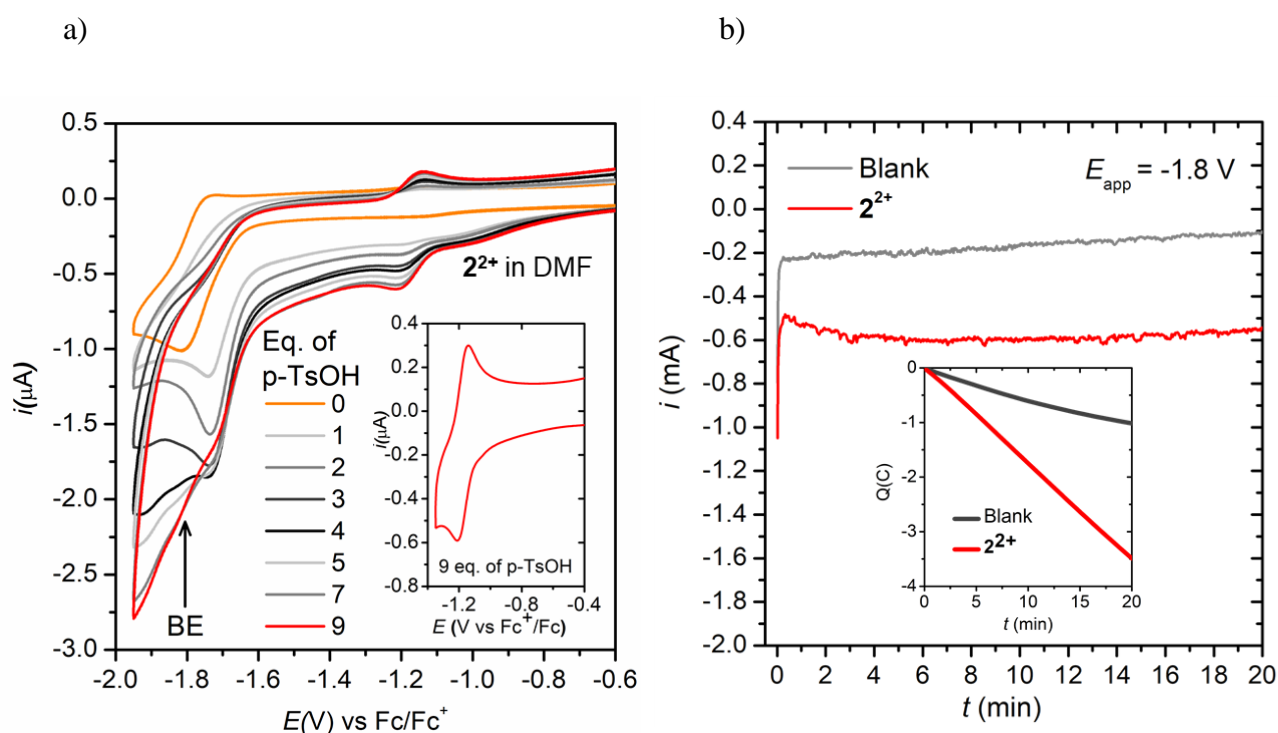 a)
b)
0.5
0.0
-0.5
-1.0
-1.5
-2.0
-2.5
-3.0
i(μA)
-2.0 -1.8 -1.6 -1.4 -1.2 -1.0 -0.8 -0.6
E(V) vs Fc/Fc⁺
2²⁺ in DMF
Eq. of
p-TsOH
0
1
2
3
4
5
7
9
BE
0.4
0.0
-0.4
-0.6
-0.8
i(μA)
0.2
-0.2
9 eq. of p-TsOH
-1.2 -0.8 -0.4
E (V vs Fc⁺/Fc)
0.4
0.2
0.0
-0.2
-0.4
-0.6
-0.8
-1.0
-1.2
-1.4
-1.6
-1.8
-2.0
i (mA)
Blank
2²⁺
E app = -1.8 V
0 2 4 6 8 10 12 14 16 18 20
t (min)
0
-1
-2
-3
-4
Q(C)
Blank
2²⁺
0 5 10 15 20
t (min)